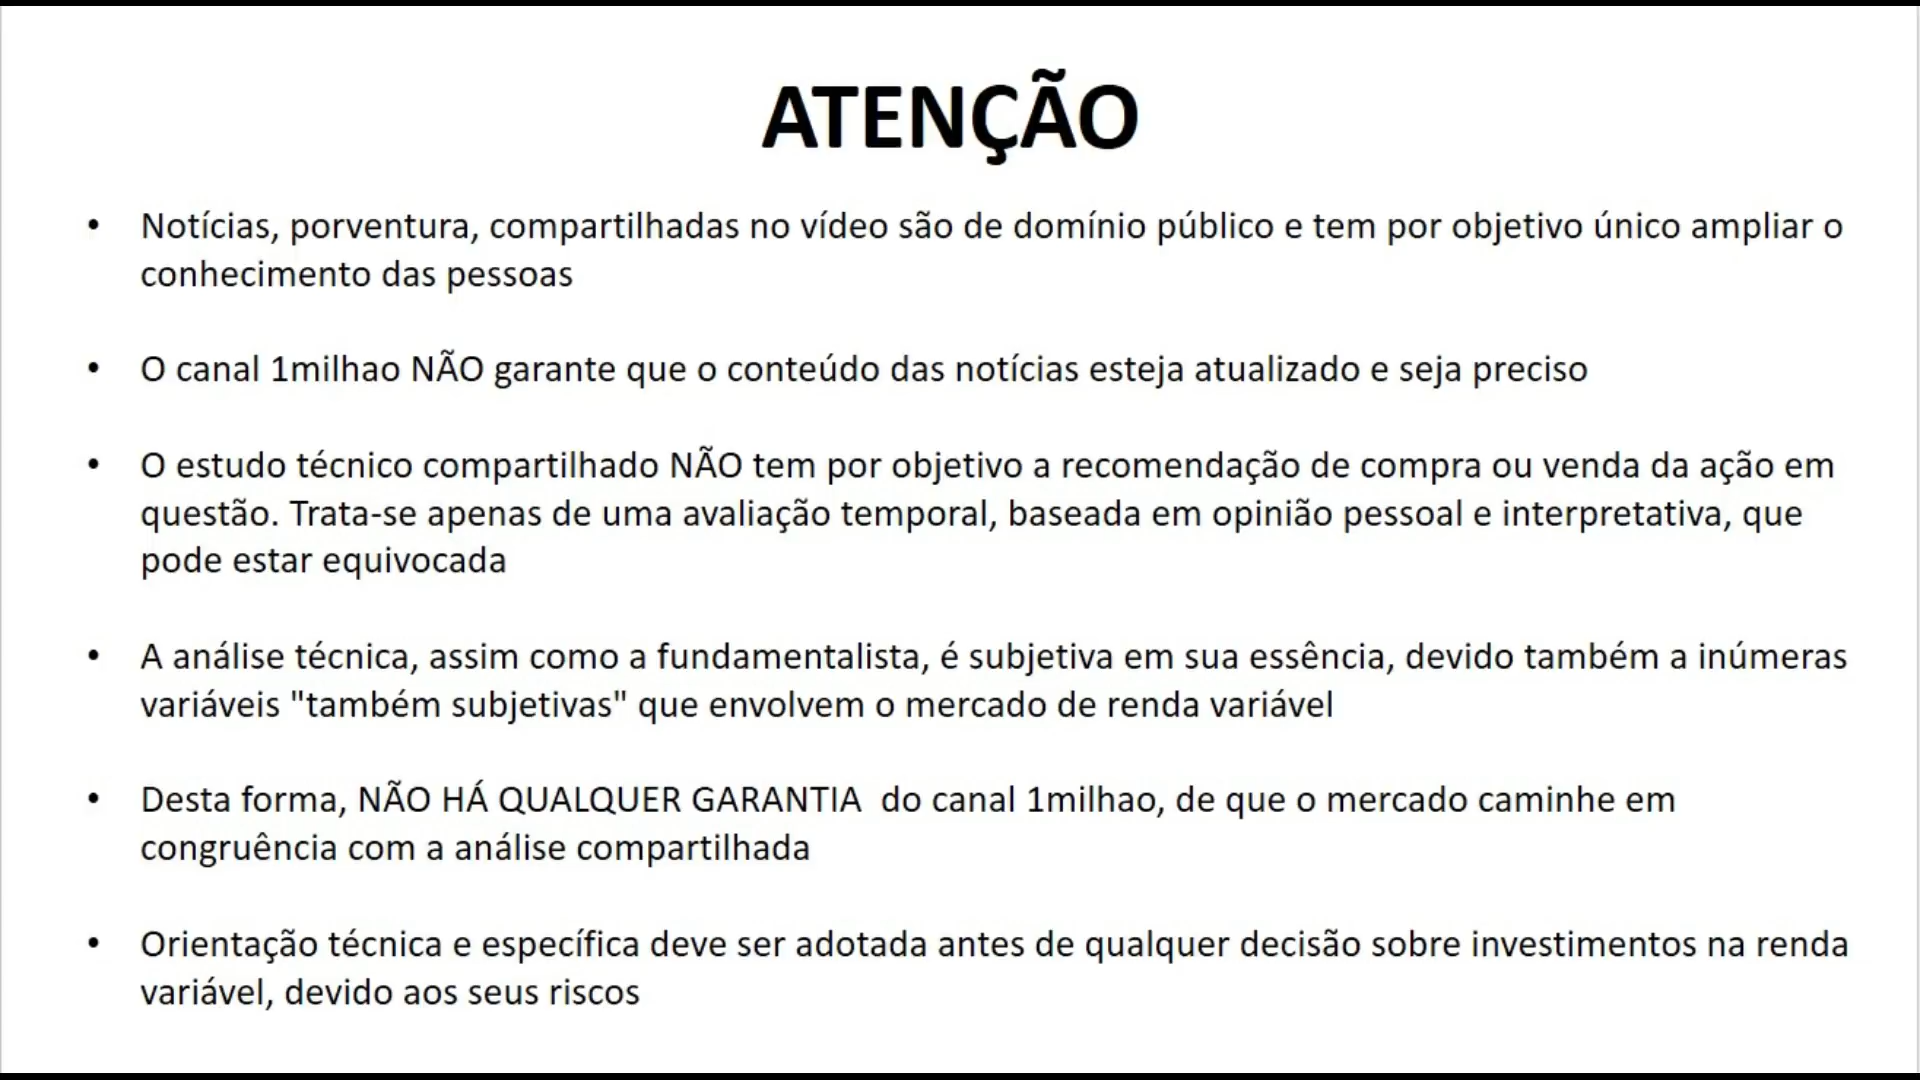 ATENÇÃO
• Notícias, porventura, compartilhadas no vídeo são de domínio público e tem por objetivo único ampliar o
conhecimento das pessoas
• O canal 1milhao NÃO garante que o conteúdo das notícias esteja atualizado e seja preciso
• O estudo técnico compartilhado NÃO tem por objetivo a recomendação de compra ou venda da ação em
questão. Trata-se apenas de uma avaliação temporal, baseada em opinião pessoal e interpretativa, que
pode estar equivocada
• A análise técnica, assim como a fundamentalista, é subjetiva em sua essência, devido também a inúmeras
variáveis "também subjetivas" que envolvem o mercado de renda variável
• Desta forma, NÃO HÁ QUALQUER GARANTIA  do canal 1milhao, de que o mercado caminhe em
congruência com a análise compartilhada
• Orientação técnica e específica deve ser adotada antes de qualquer decisão sobre investimentos na renda
variável, devido aos seus riscos